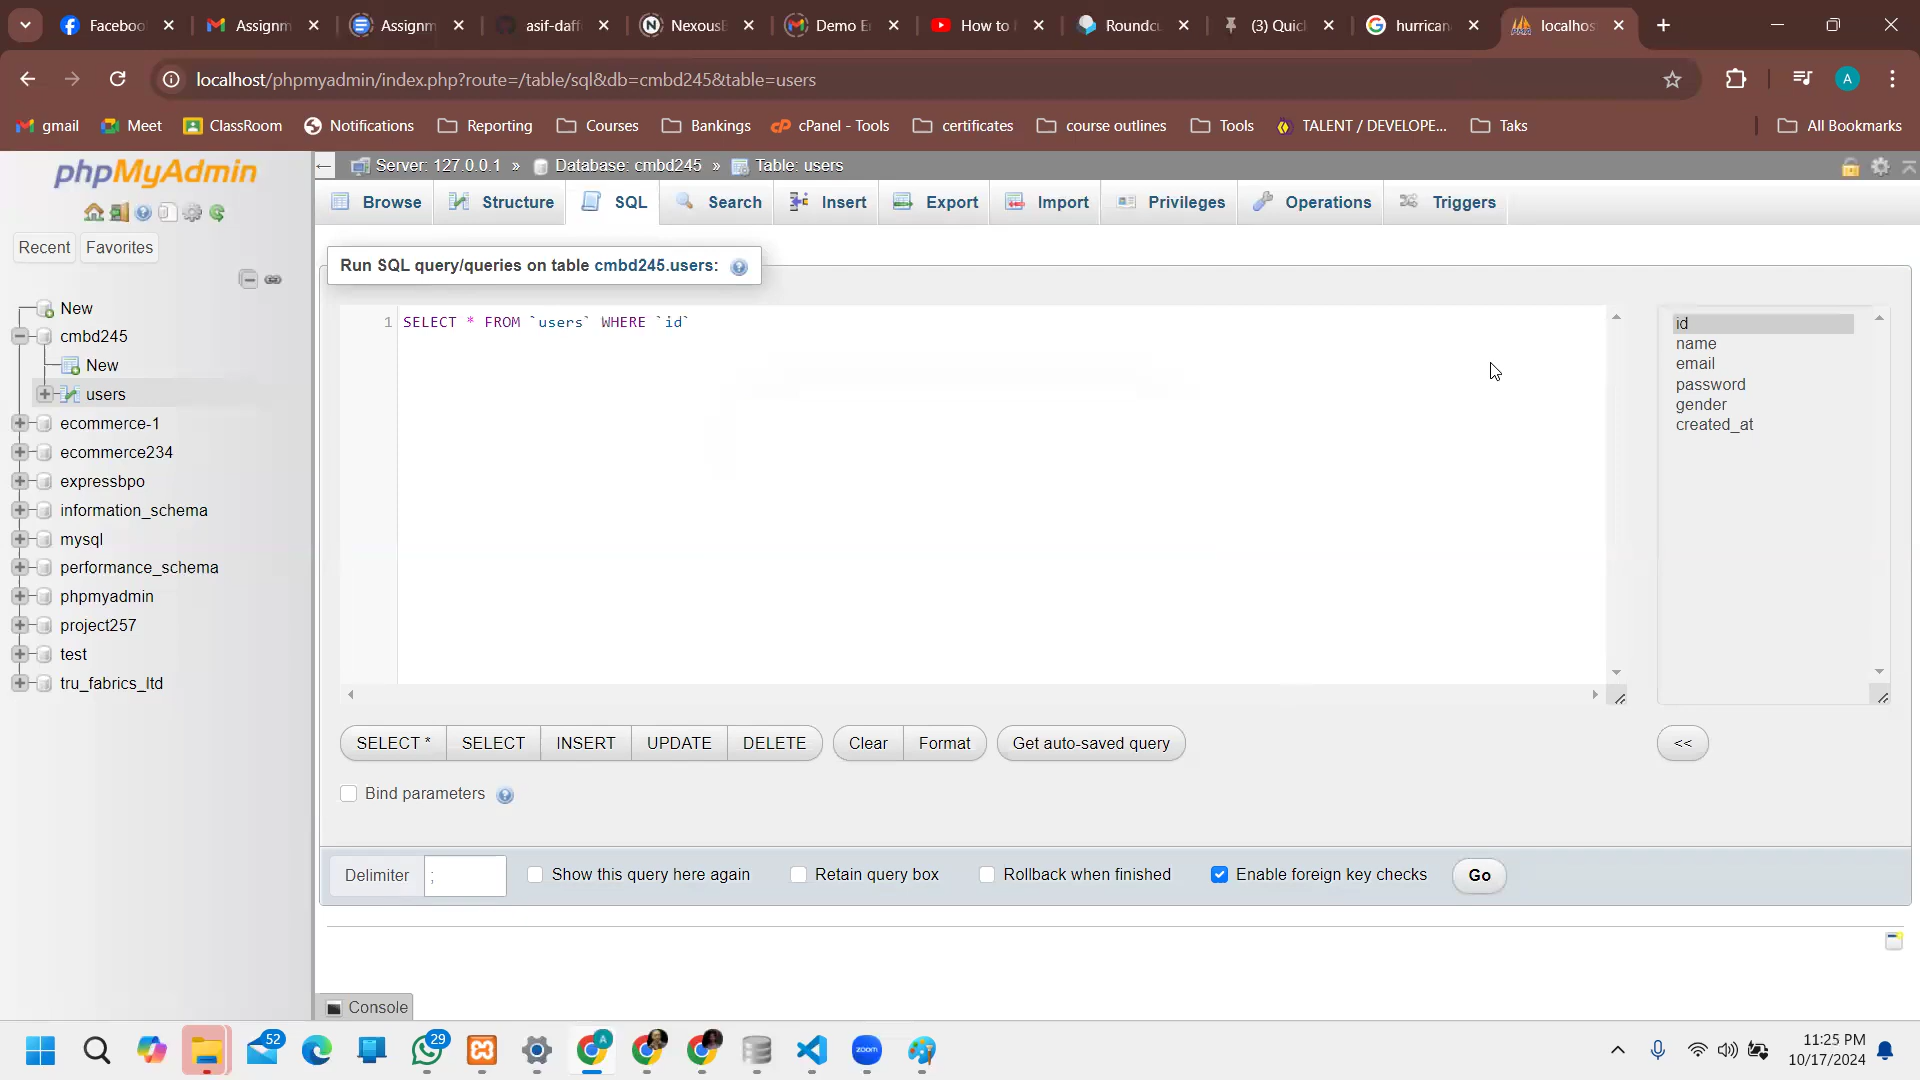 Faceboo
Assignm
Assignm
asif-daff
NexousB
Demo E
How to
Roundcu
(3) Quic
hurrican
localhos
localhost/phpmyadmin/index.php?route=/table/sql&db=cmbd245&table=users
A
gmail
Meet
ClassRoom
Notifications
Reporting
Courses
Bankings
cPanel - Tools
certificates
course outlines
Tools
TALENT / DEVELOPE...
Taks
All Bookmarks
phpMyAdmin
Recent
Favorites
New
cmbd245
New
users
ecommerce-1
ecommerce234
expressbpo
information_schema
mysql
performance_schema
phpmyadmin
project257
test
tru_fabrics_ltd
Server: 127.0.0.1 » Database: cmbd245 » Table: users
Browse
Structure
SQL
Search
Insert
Export
Import
Privileges
Operations
Triggers
Run SQL query/queries on table cmbd245.users:
1 SELECT * FROM `users` WHERE `id`
id
name
email
password
gender
created_at
SELECT *
SELECT
INSERT
UPDATE
DELETE
Clear
Format
Get auto-saved query
<<
Bind parameters
Delimiter
;
Show this query here again
Retain query box
Rollback when finished
Enable foreign key checks
Go
Console
52
29
A
zoom
11:25 PM
10/17/2024